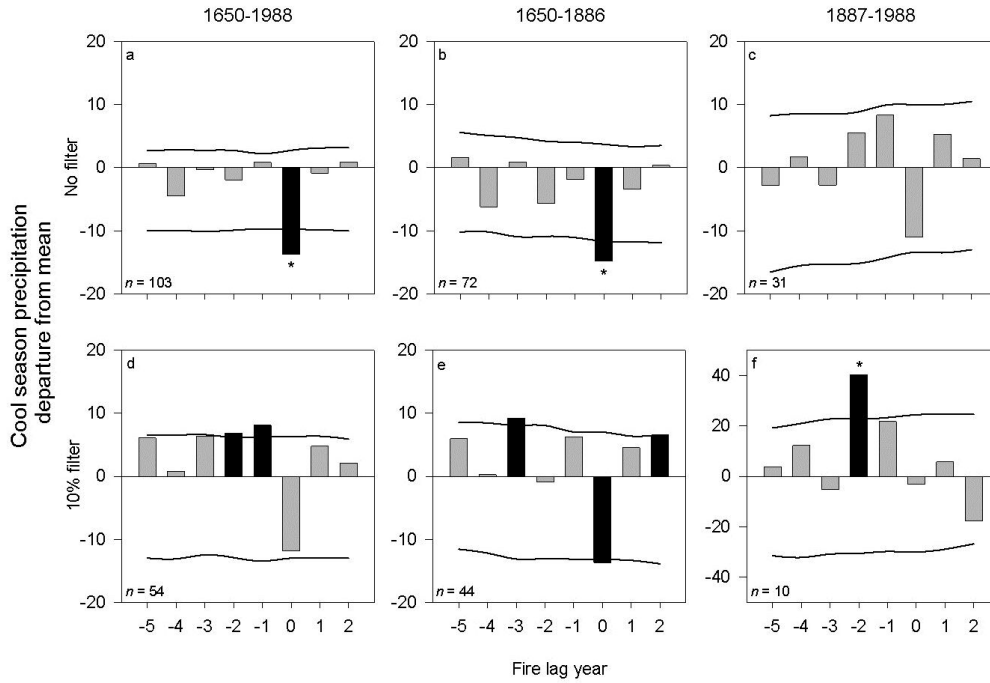 1650-1988 1650-1886 1887-1988
Cool season precipitation
departure from mean
No filter
20 20 20
a b c
10 10 10
0 0 0
-10 -10 -10
* *
n = 103 n = 72 n = 31
-20 -20 -20
10% filter
20 20
d e f
40
*
10 10
20
0 0 0
-20
-10 -10
-40
n = 54 n = 44 n = 10
-20 -20
-5 -4 -3 -2 -1 0 1 2 -5 -4 -3 -2 -1 0 1 2 -5 -4 -3 -2 -1 0 1 2
Fire lag year